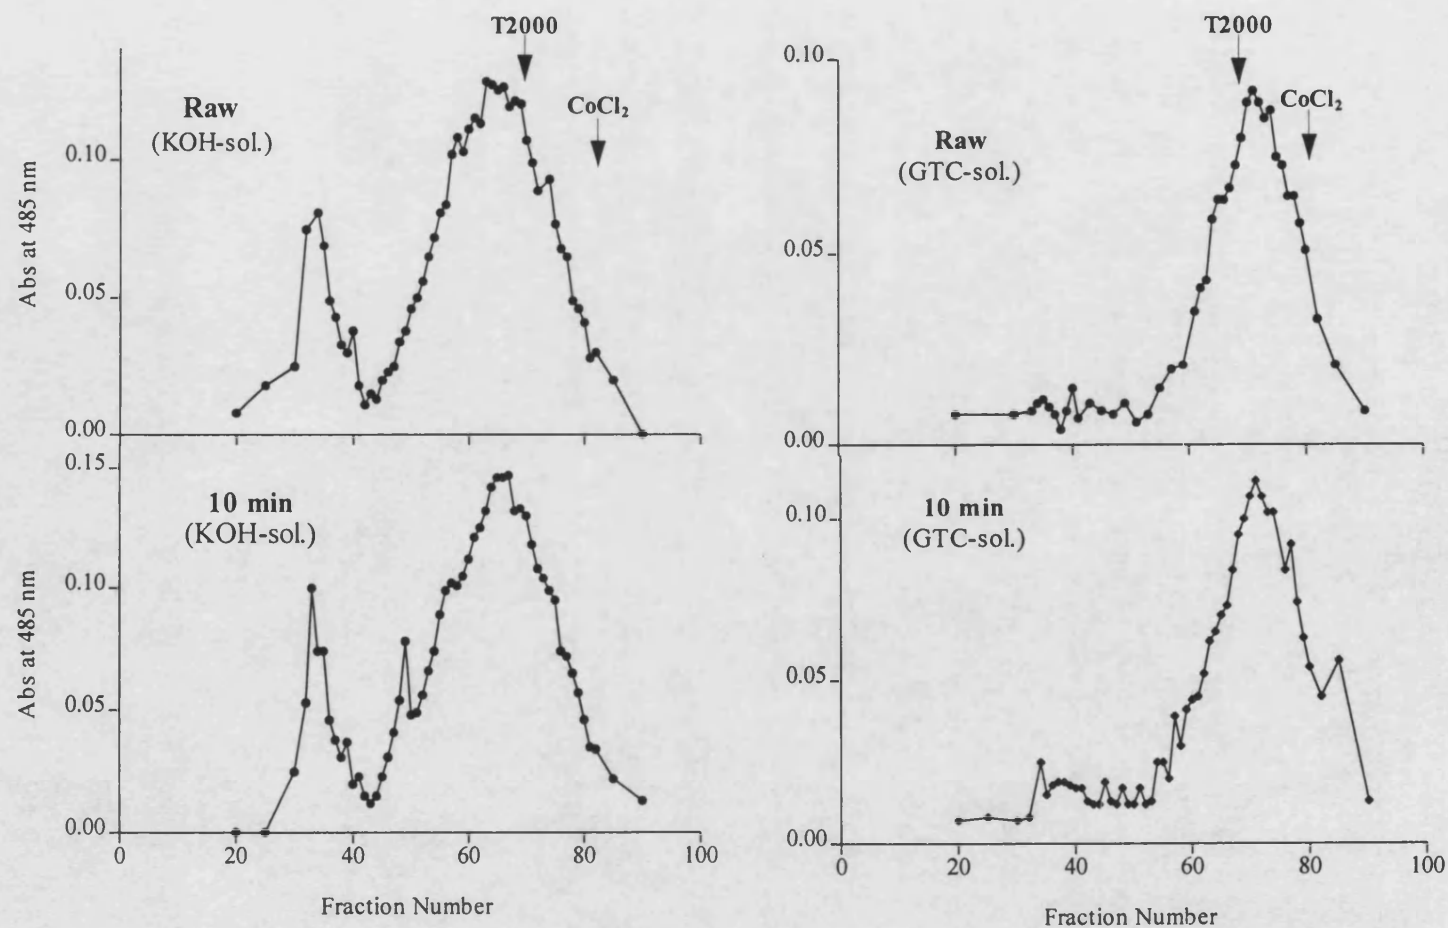 T2000
CoCl₂
Raw
(KOH-sol.)
Abs at 485 nm
0.10
0.05
0.00
T2000
CoCl₂
Raw
(GTC-sol.)
0.10
0.05
0.00
10 min
(KOH-sol.)
Abs at 485 nm
0.15
0.10
0.05
0.00
0
20
40
60
80
100
Fraction Number
10 min
(GTC-sol.)
0.10
0.05
0.00
0
20
40
60
80
100
Fraction Number